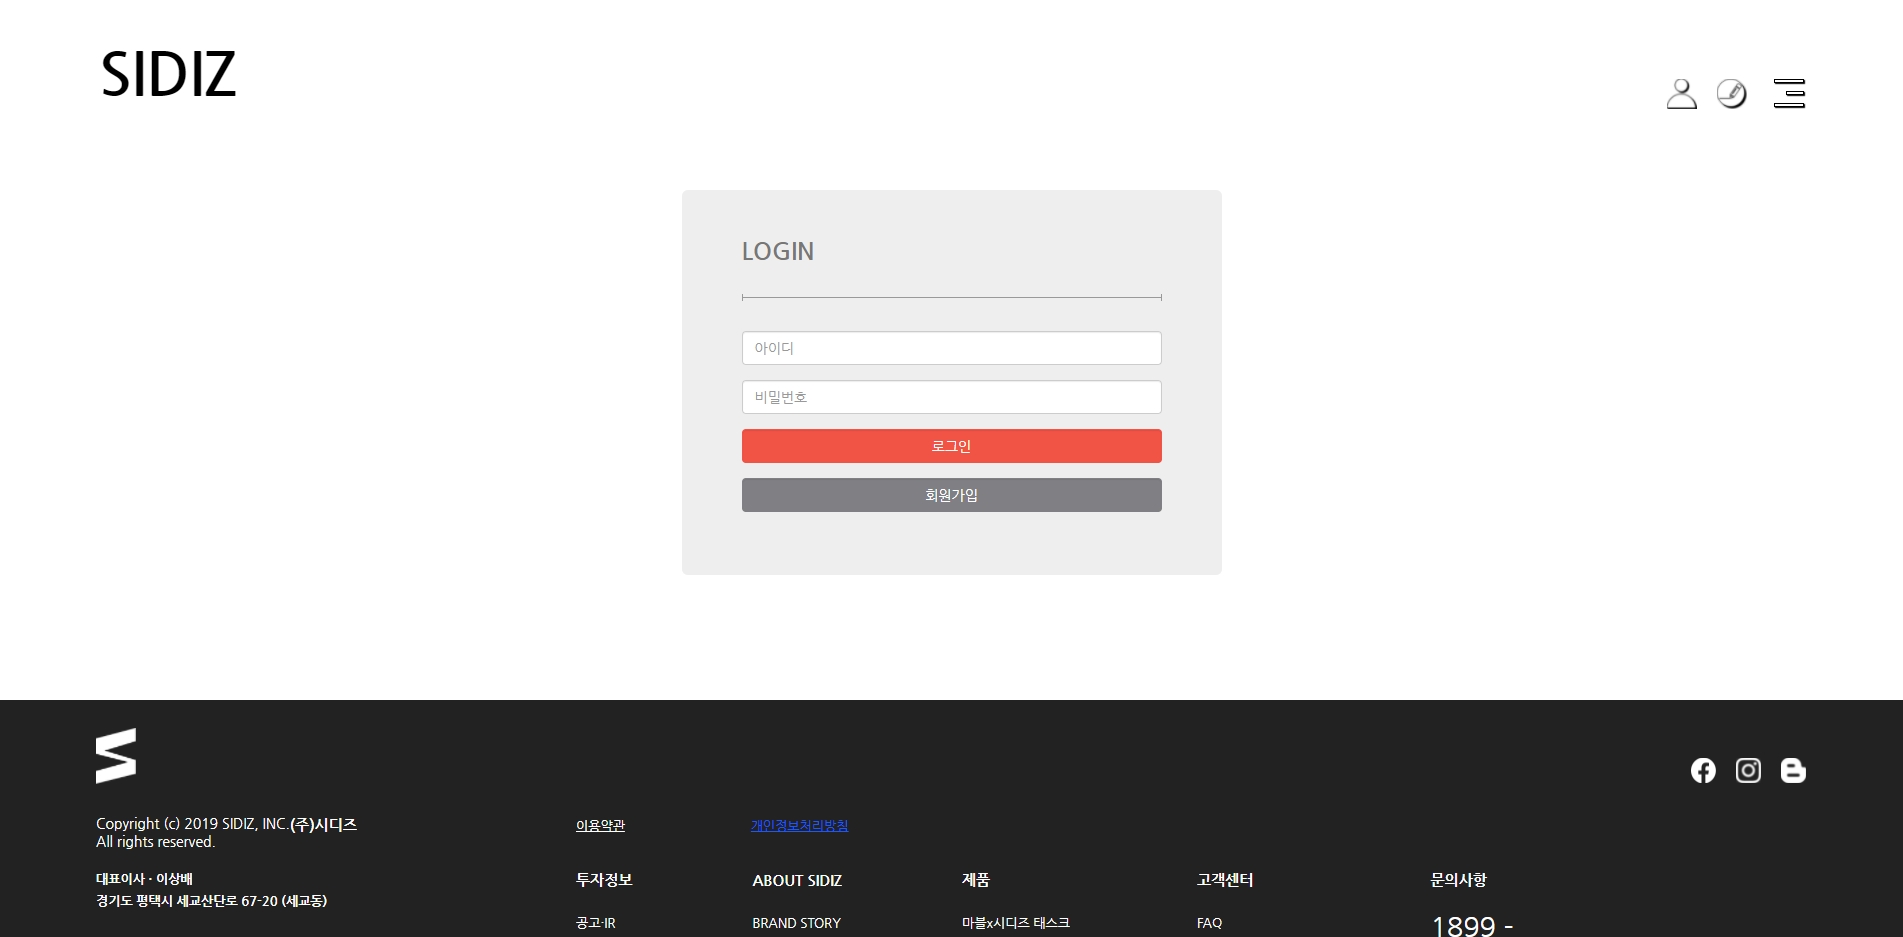 SIDIZ
LOGIN
아이디
비밀번호
로그인
회원가입
Copyright (c) 2019 SIDIZ, INC.(주)시디즈
All rights reserved.
대표이사 · 이상배
경기도 평택시 세교산단로 67-20 (세교동)
이용약관
개인정보처리방침
투자정보
공고·IR
ABOUT SIDIZ
BRAND STORY
제품
마블x시디즈 태스크
고객센터
FAQ
문의사항
1899 -